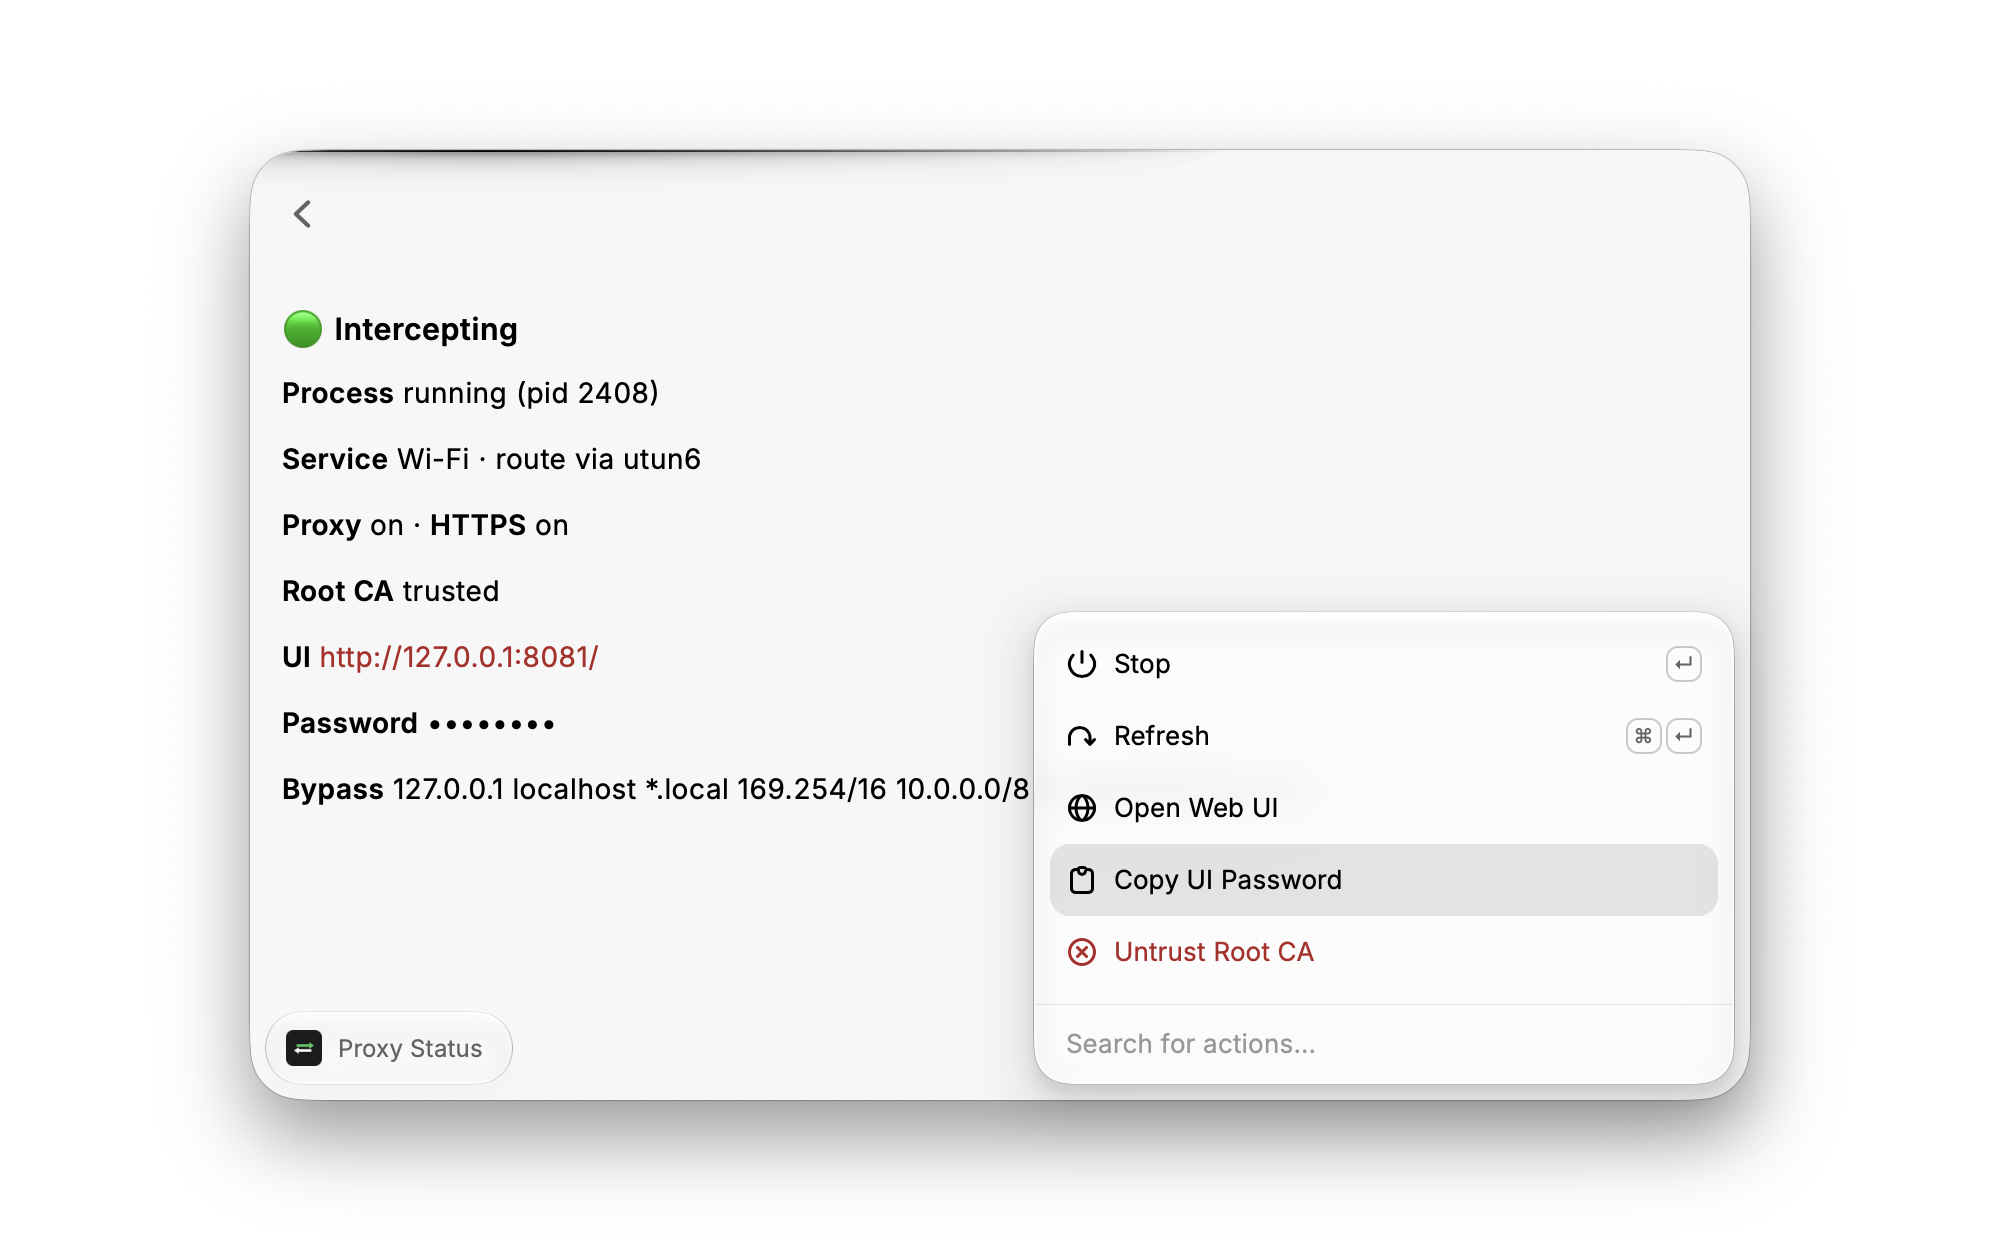 Intercepting
Process running (pid 2408)
Service Wi-Fi · route via utun6
Proxy on · HTTPS on
Root CA trusted
UI http://127.0.0.1:8081/
Password ••••••••
Bypass 127.0.0.1 localhost *.local 169.254/16 10.0.0.0/8
Stop ↵
Refresh ⌘ ↵
Open Web UI
Copy UI Password
Untrust Root CA
Search for actions...
Proxy Status